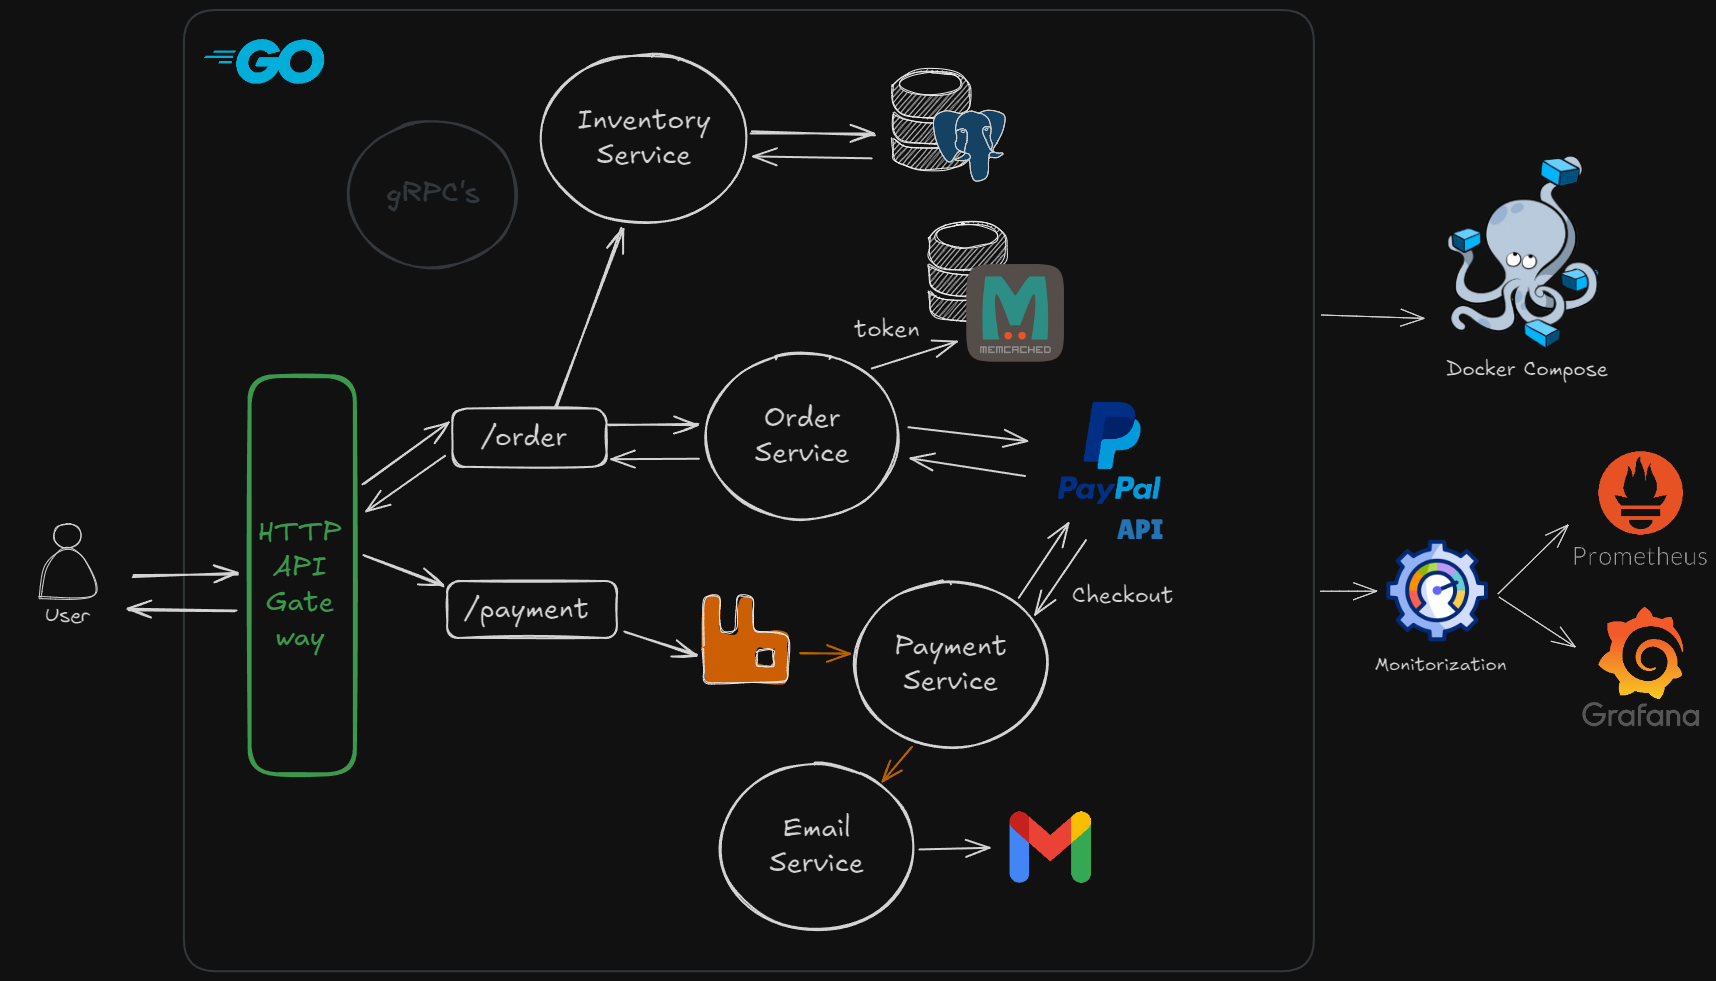 GO
Inventory
Service
gRPC's
token
MEMCACHED
Docker Compose
/order
Order
Service
PayPal
API
HTTP
API
Gate
way
User
/payment
Payment
Service
Checkout
Prometheus
Monitorization
Grafana
Email
Service